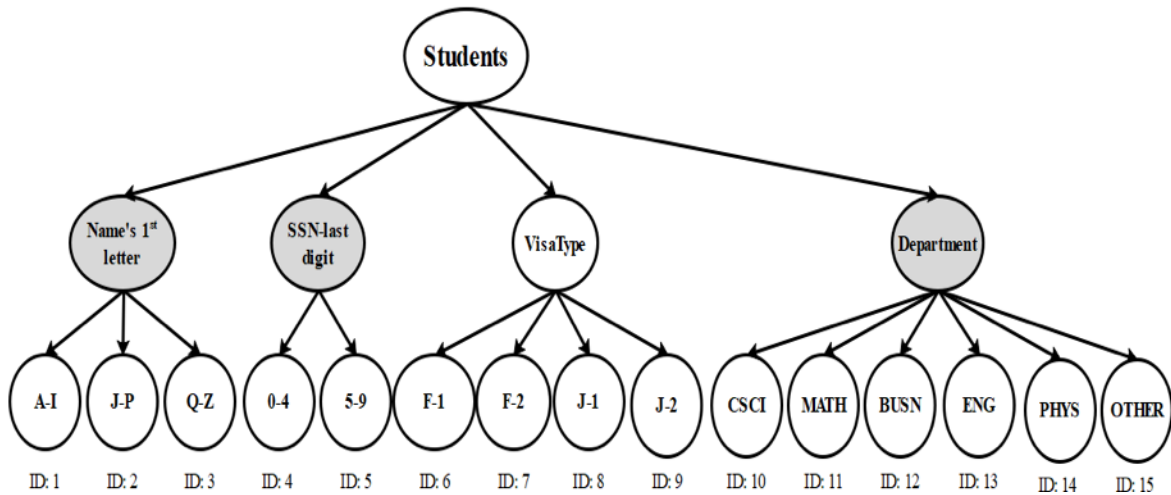 Students
Name's 1st
letter
SSN-last
digit
VisaType
Department
A-I
J-P
Q-Z
0-4
5-9
F-1
F-2
J-1
J-2
CSCI
MATH
BUSN
ENG
PHYS
OTHER
ID: 1
ID: 2
ID: 3
ID: 4
ID: 5
ID: 6
ID: 7
ID: 8
ID: 9
ID: 10
ID: 11
ID: 12
ID: 13
ID: 14
ID: 15